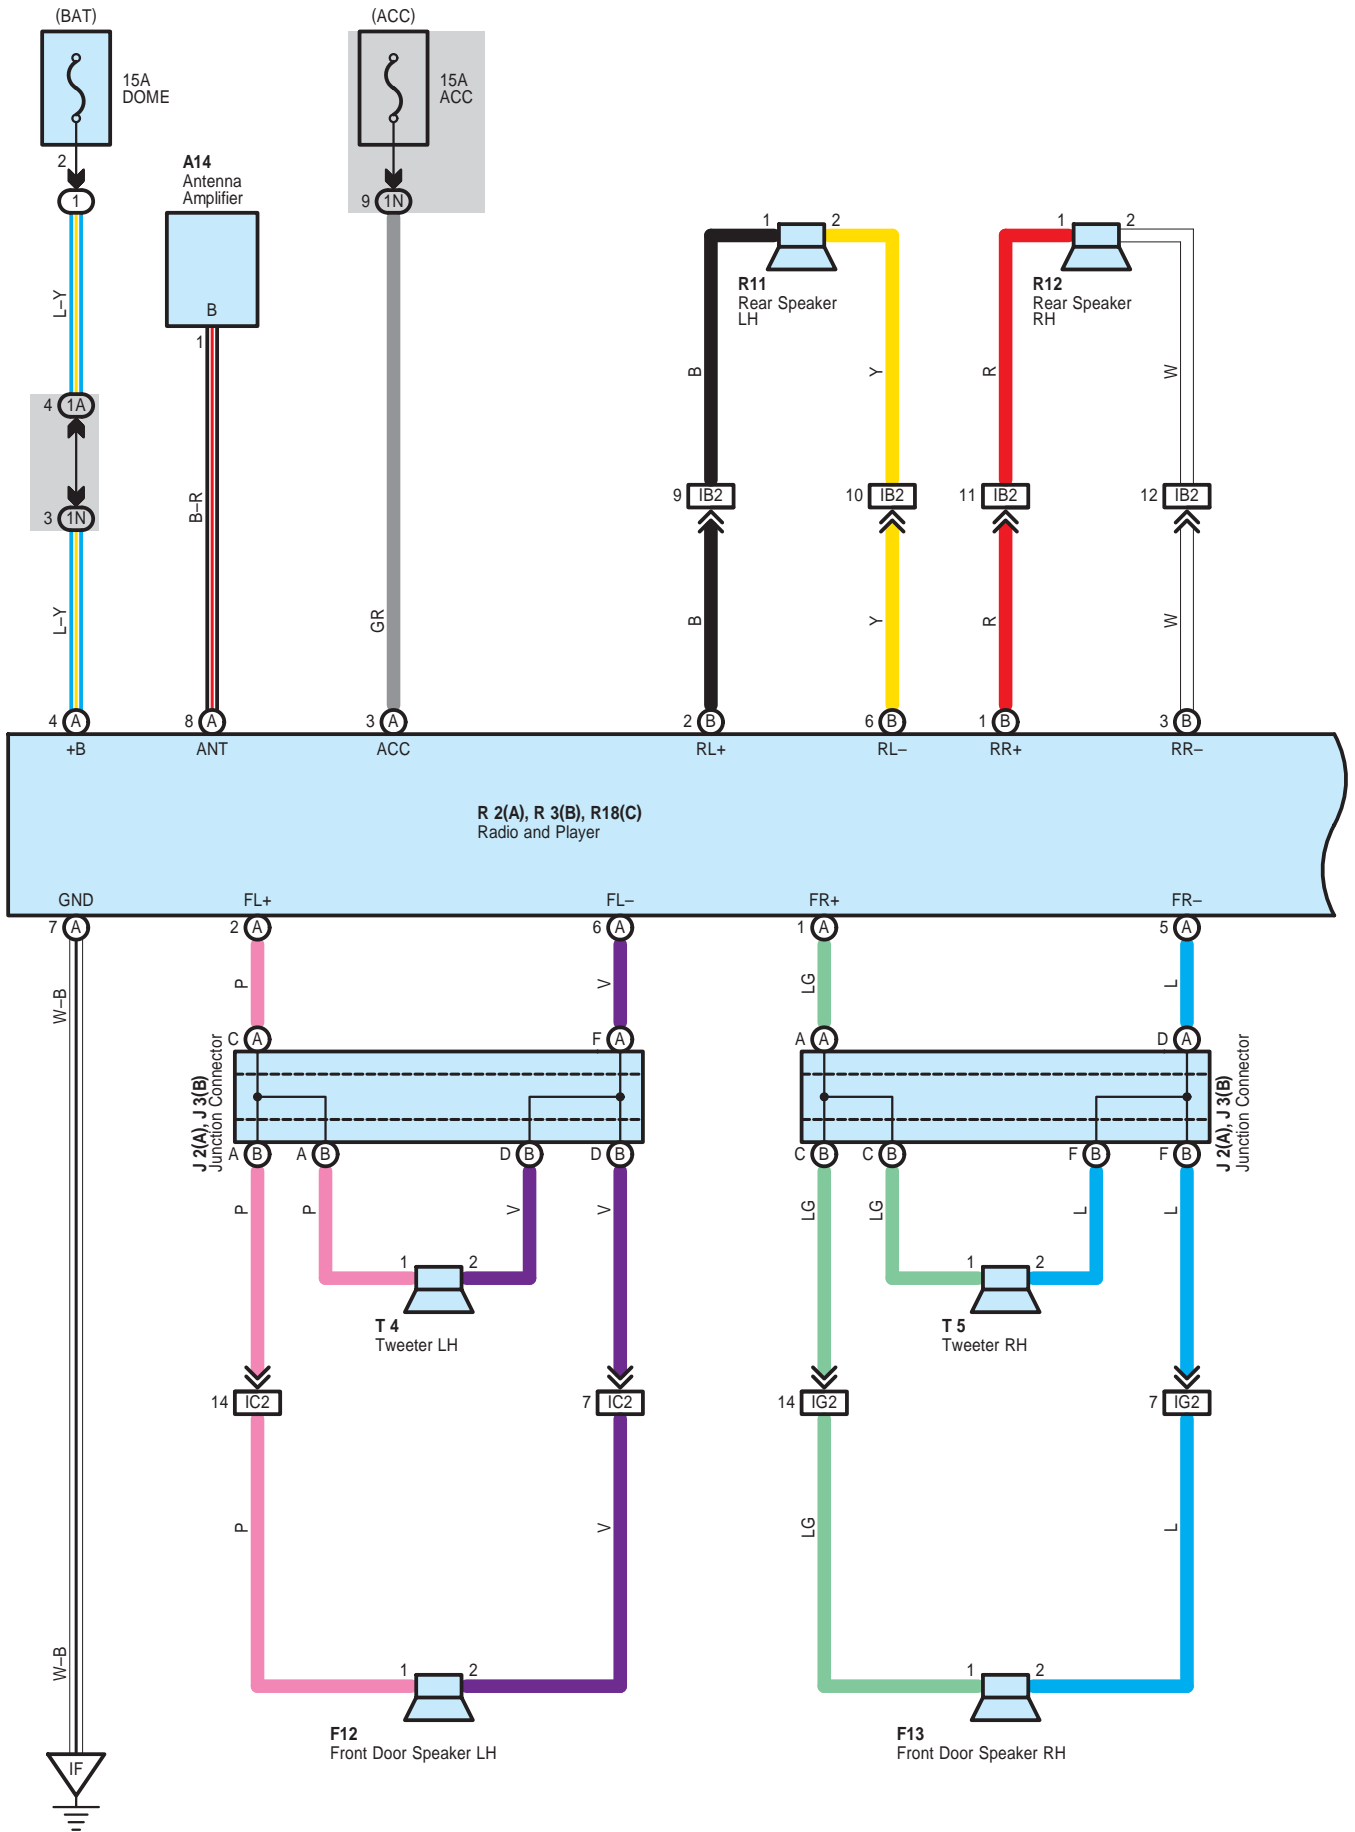 (BAT)
(ACC)
15A
DOME
15A
ACC
2
1
A14
Antenna
Amplifier
9 1N
B
1
L–Y
4 1A
3 1N
B–R
L–Y
GR
1 2
R11
Rear Speaker
LH
1 2
R12
Rear Speaker
RH
B
Y
R
W
9 IB2
10 IB2
11 IB2
12 IB2
B
Y
R
W
4 A
8 A
3 A
2 B
6 B
1 B
3 B
+B
ANT
ACC
RL+
RL–
RR+
RR–
R 2(A), R 3(B), R18(C)
Radio and Player
GND
FL+
FL–
FR+
FR–
7 A
2 A
6 A
1 A
5 A
W–B
P
V
LG
L
C A
F A
A A
D A
J 2(A), J 3(B)
Junction Connector
J 2(A), J 3(B)
Junction Connector
A B
A B
D B
D B
C B
C B
F B
F B
P
P
V
V
LG
LG
L
L
1 2
T 4
Tweeter LH
1 2
T 5
Tweeter RH
14 IC2
7 IC2
14 IG2
7 IG2
P
V
LG
L
W–B
1 2
F12
Front Door Speaker LH
1 2
F13
Front Door Speaker RH
IF